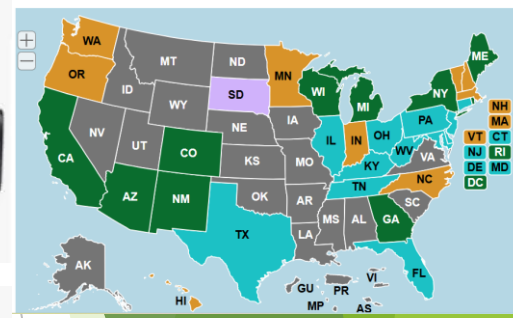 WA
MT
ND
MN
ME
OR
ID
SD
WI
NY
WY
MI
NH
IA
PA
MA
NE
NV
IL
IN
OH
VT
CT
UT
CO
WV
NJ
RI
CA
KS
MO
KY
VA
DE
MD
NC
DC
TN
AZ
NM
OK
AR
SC
MS
AL
GA
TX
LA
AK
FL
HI
GU
PR
VI
MP
AS